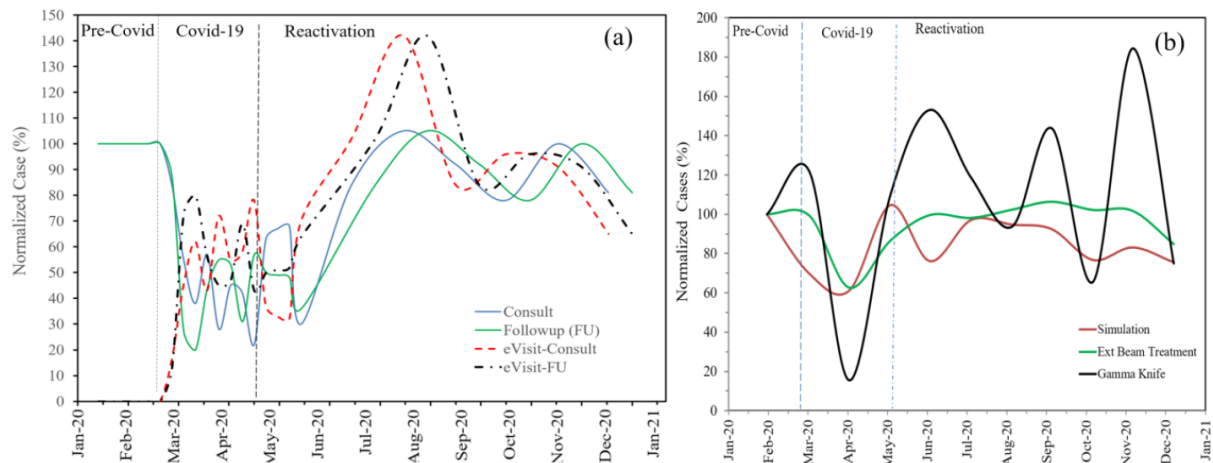 Pre-Covid Covid-19 Reactivation (a)
Normalized Case (%)
150
140
130
120
110
100
90
80
70
60
50
40
30
20
10
0
Consult
Followup (FU)
eVisit-Consult
eVisit-FU
Jan-20 Feb-20 Mar-20 Apr-20 May-20 Jun-20 Jul-20 Aug-20 Sep-20 Oct-20 Nov-20 Dec-20 Jan-21
Pre-Covid Covid-19 Reactivation (b)
Normalized Cases (%)
200
180
160
140
120
100
80
60
40
20
0
Simulation
Ext Beam Treatment
Gamma Knife
Jan-20 Feb-20 Mar-20 Apr-20 May-20 Jun-20 Jul-20 Aug-20 Sep-20 Oct-20 Nov-20 Dec-20 Jan-21